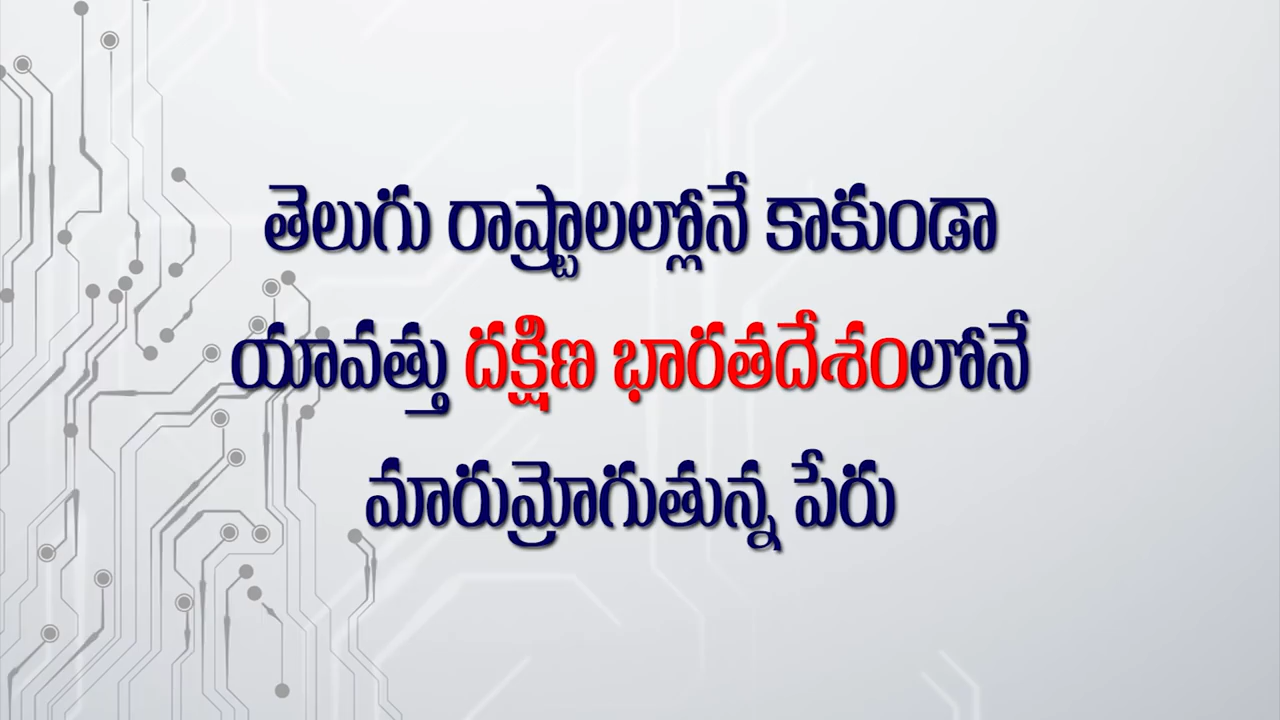 తెలుగు రాష్ట్రాలల్లోనే కాకుండా
యావత్తు దక్షిణ భారతదేశంలోనే
మారుమ్రోగుతున్న పేరు